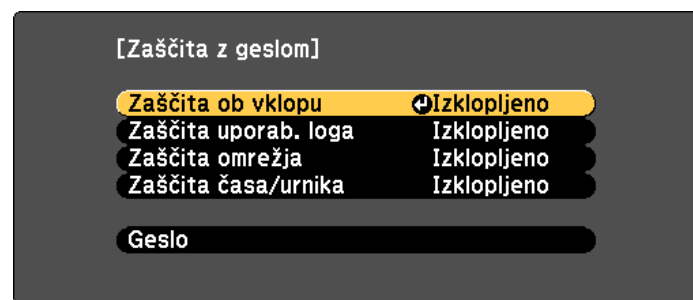 [Zaščita z geslom]
Zaščita ob vklopu Izklopljeno
Zaščita uporab. loga Izklopljeno
Zaščita omrežja Izklopljeno
Zaščita časa/urnika Izklopljeno
Geslo